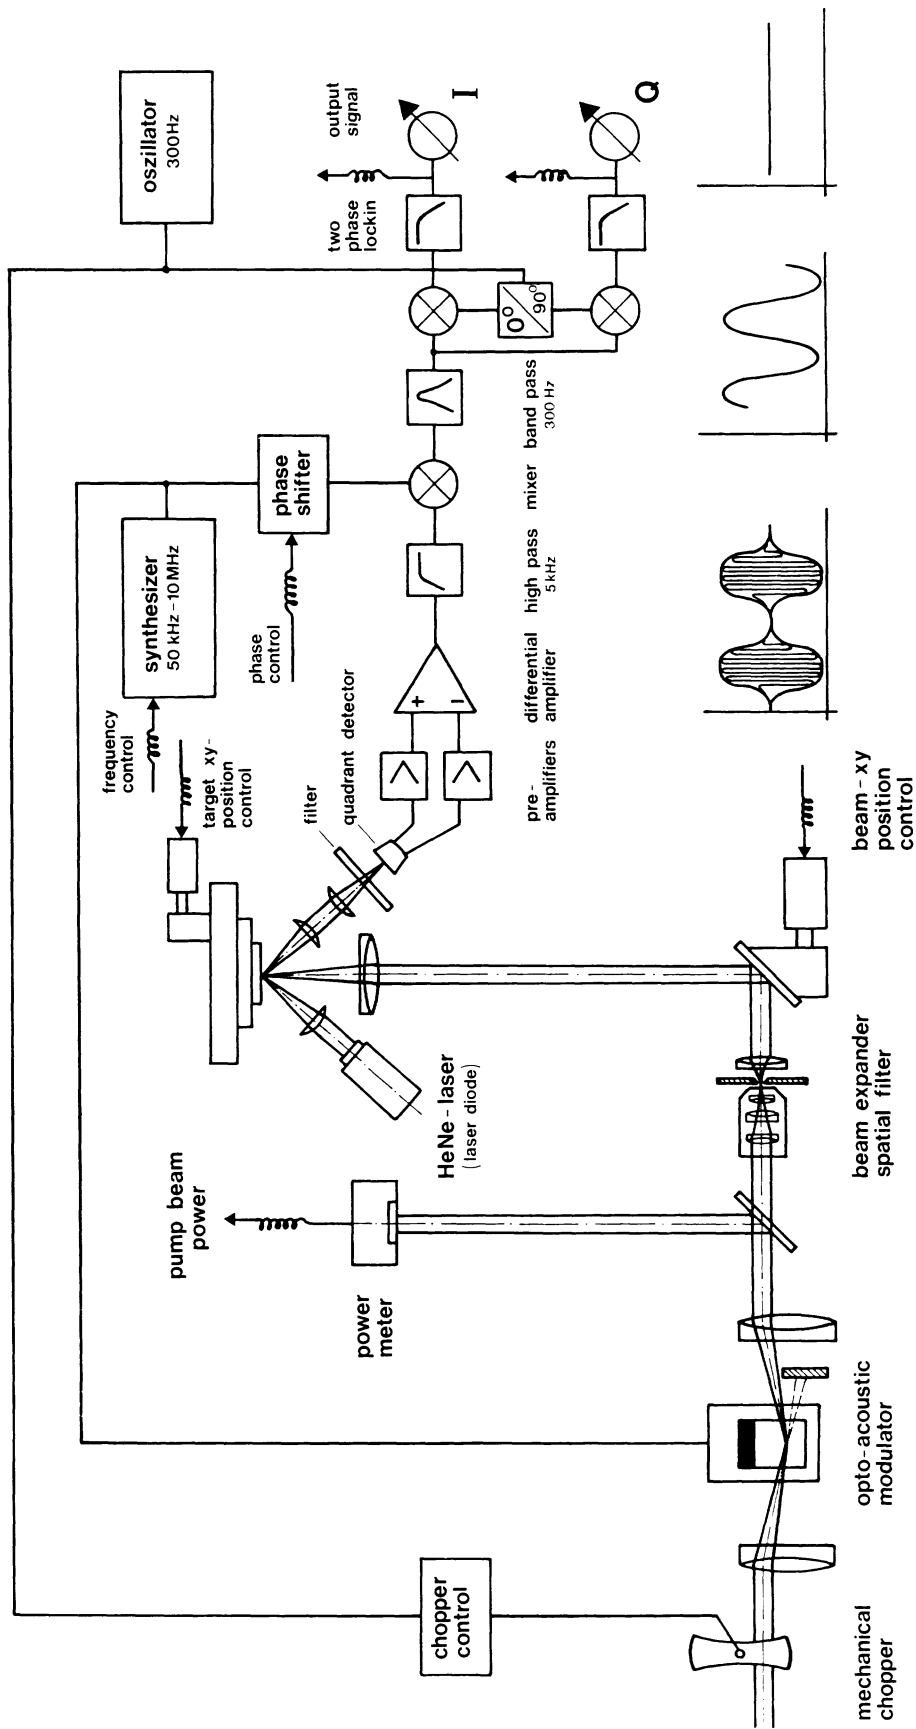 oszillator
300Hz
output
signal
I
Q
two
phase
lockin
0°
90°
synthesizer
50 kHz – 10 MHz
phase
shifter
phase
control
frequency
control
target xy-
position
control
filter
quadrant detector
+
−
pre-
amplifiers
differential
amplifier
high pass
5 kHz
mixer
band pass
300 Hz
HeNe – laser
(laser diode)
pump beam
power
power
meter
chopper
control
mechanical
chopper
opto-acoustic
modulator
beam expander
spatial filter
beam-xy
position
control